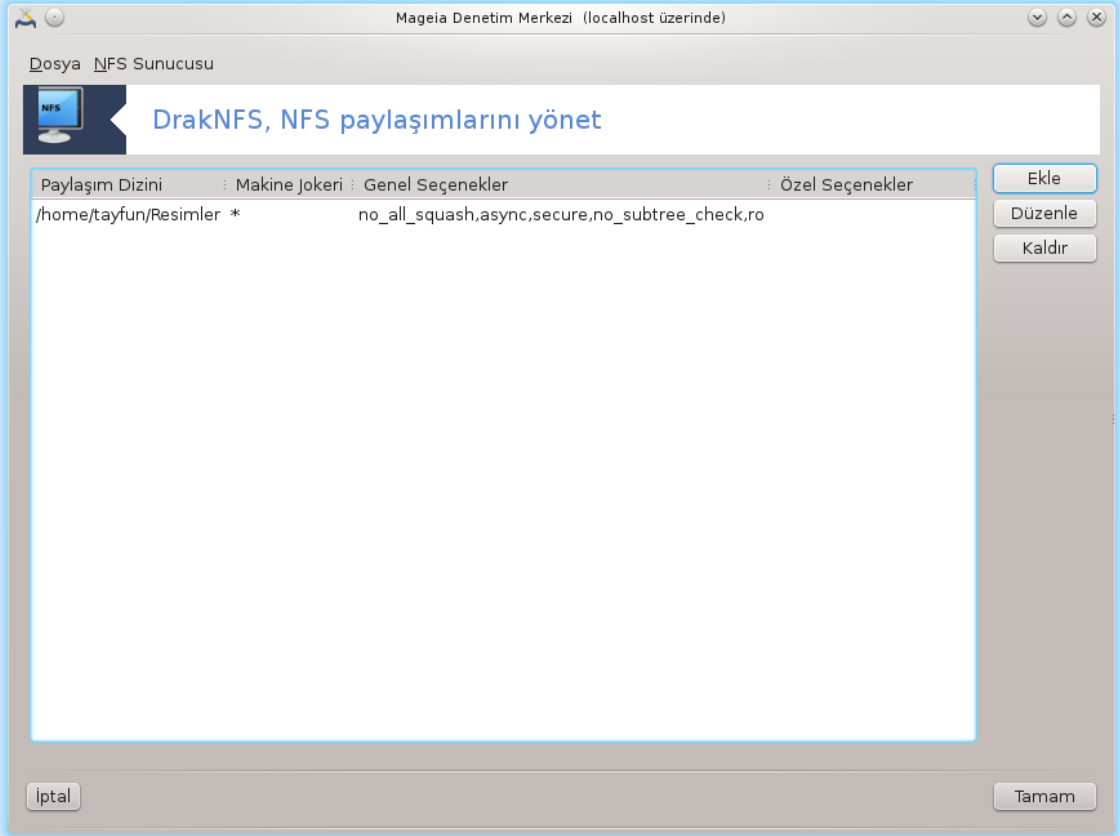 Mageia Denetim Merkezi (localhost üzerinde)
Dosya NFS Sunucusu
NFS
DrakNFS, NFS paylaşımlarını yönet
Paylaşım Dizini Makine Jokeri Genel Seçenekler Özel Seçenekler
/home/tayfun/Resimler * no_all_squash,async,secure,no_subtree_check,ro
Ekle
Düzenle
Kaldır
İptal
Tamam